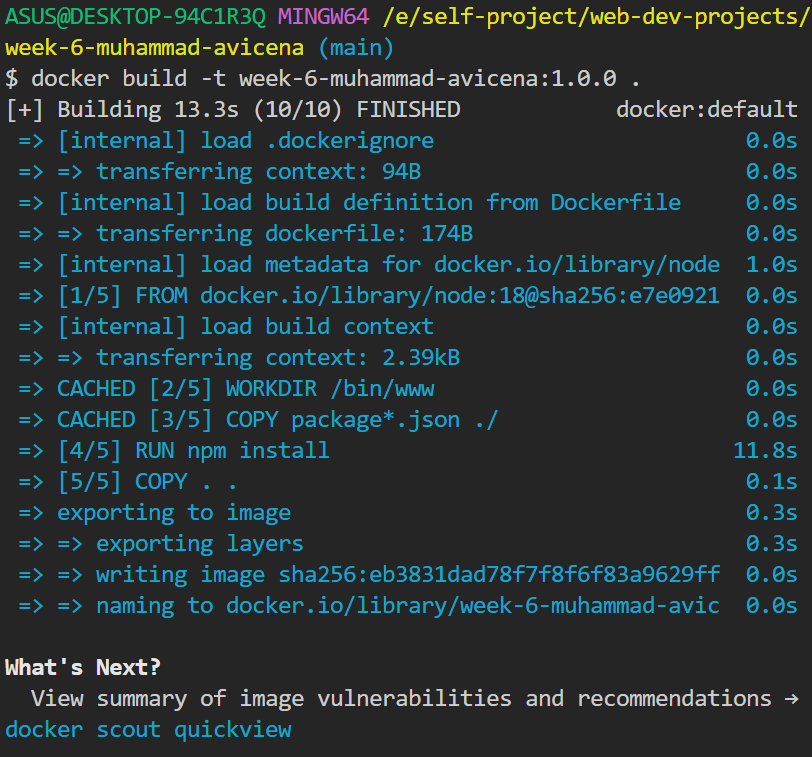 ASUS@DESKTOP-94C1R3Q MINGW64 /e/self-project/web-dev-projects/
week-6-muhammad-avicena (main)
$ docker build -t week-6-muhammad-avicena:1.0.0 .
[+] Building 13.3s (10/10) FINISHED docker:default
=> [internal] load .dockerignore 0.0s
=> => transferring context: 94B 0.0s
=> [internal] load build definition from Dockerfile 0.0s
=> => transferring dockerfile: 174B 0.0s
=> [internal] load metadata for docker.io/library/node 1.0s
=> [1/5] FROM docker.io/library/node:18@sha256:e7e0921 0.0s
=> [internal] load build context 0.0s
=> => transferring context: 2.39kB 0.0s
=> CACHED [2/5] WORKDIR /bin/www 0.0s
=> CACHED [3/5] COPY package*.json ./ 0.0s
=> [4/5] RUN npm install 11.8s
=> [5/5] COPY . . 0.1s
=> exporting to image 0.3s
=> => exporting layers 0.3s
=> => writing image sha256:eb3831dad78f7f8f6f83a9629ff 0.0s
=> => naming to docker.io/library/week-6-muhammad-avic 0.0s
What's Next?
View summary of image vulnerabilities and recommendations →
docker scout quickview